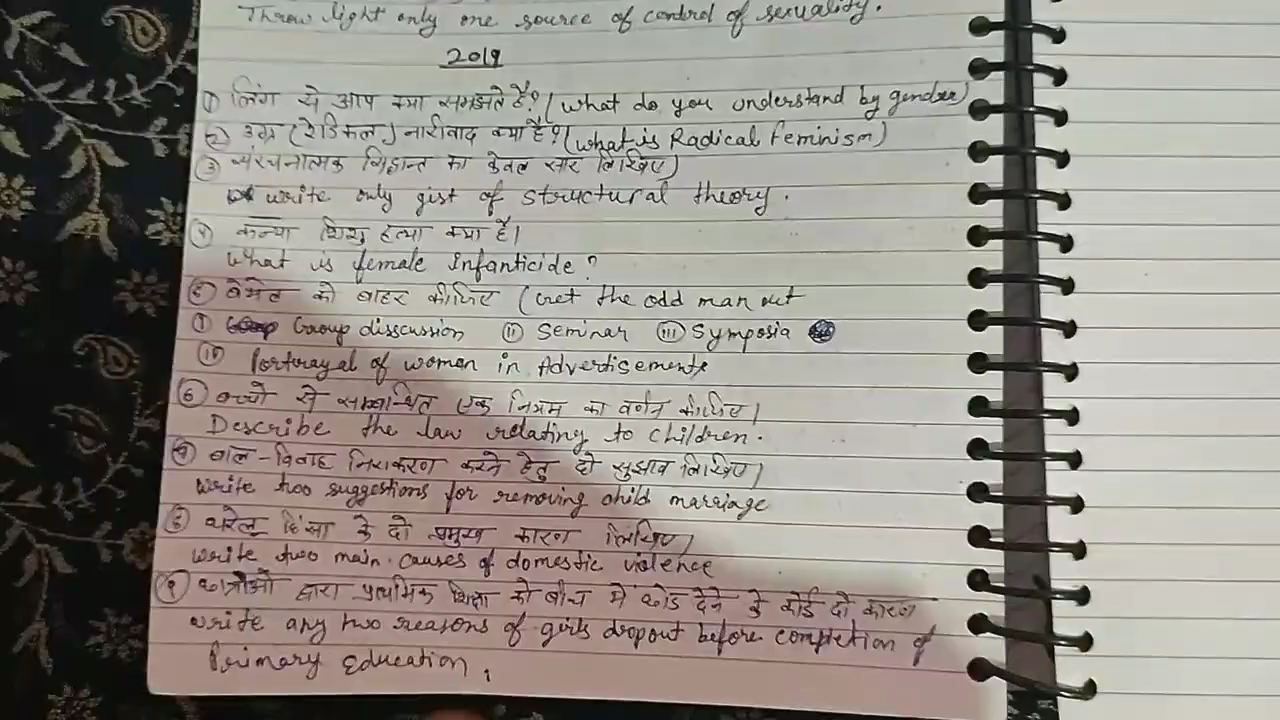 Throw light only one source of control of sexuality.
2019
① लिंग से आप क्या समझते है? (What do you understand by gender)
② उग्र (रेडिकल) नारीवाद क्या है? (What is Radical feminism)
③ संरचनात्मक सिद्धान्त का केवल सार लिखिए)
write only gist of structural theory.
④ कन्या शिशु हत्या क्या है।
What is female Infanticide?
⑤ बेमेल को बाहर कीजिए (Get the odd man out
① Group disscussion ⑪ Seminar ⑪① Symposia
⑩ Portrayal of women in Advertisements
⑥ बच्चो से सम्बन्धित एक नियम का वर्णन कीजिए।
Describe the law relating to children.
⑦ बाल-विवाह निराकरण करने हेतु दो सुझाव लिखिए।
write two suggestions for removing child marriage
⑧ घरेलू हिंसा के दो प्रमुख कारण लिखिए।
write two main causes of domestic violence
⑨ छात्राओ द्वारा प्राथमिक शिक्षा को बीच मे छोड देने के कोई दो कारण
write any two reasons of girls dropout before completion of
Primary Education.